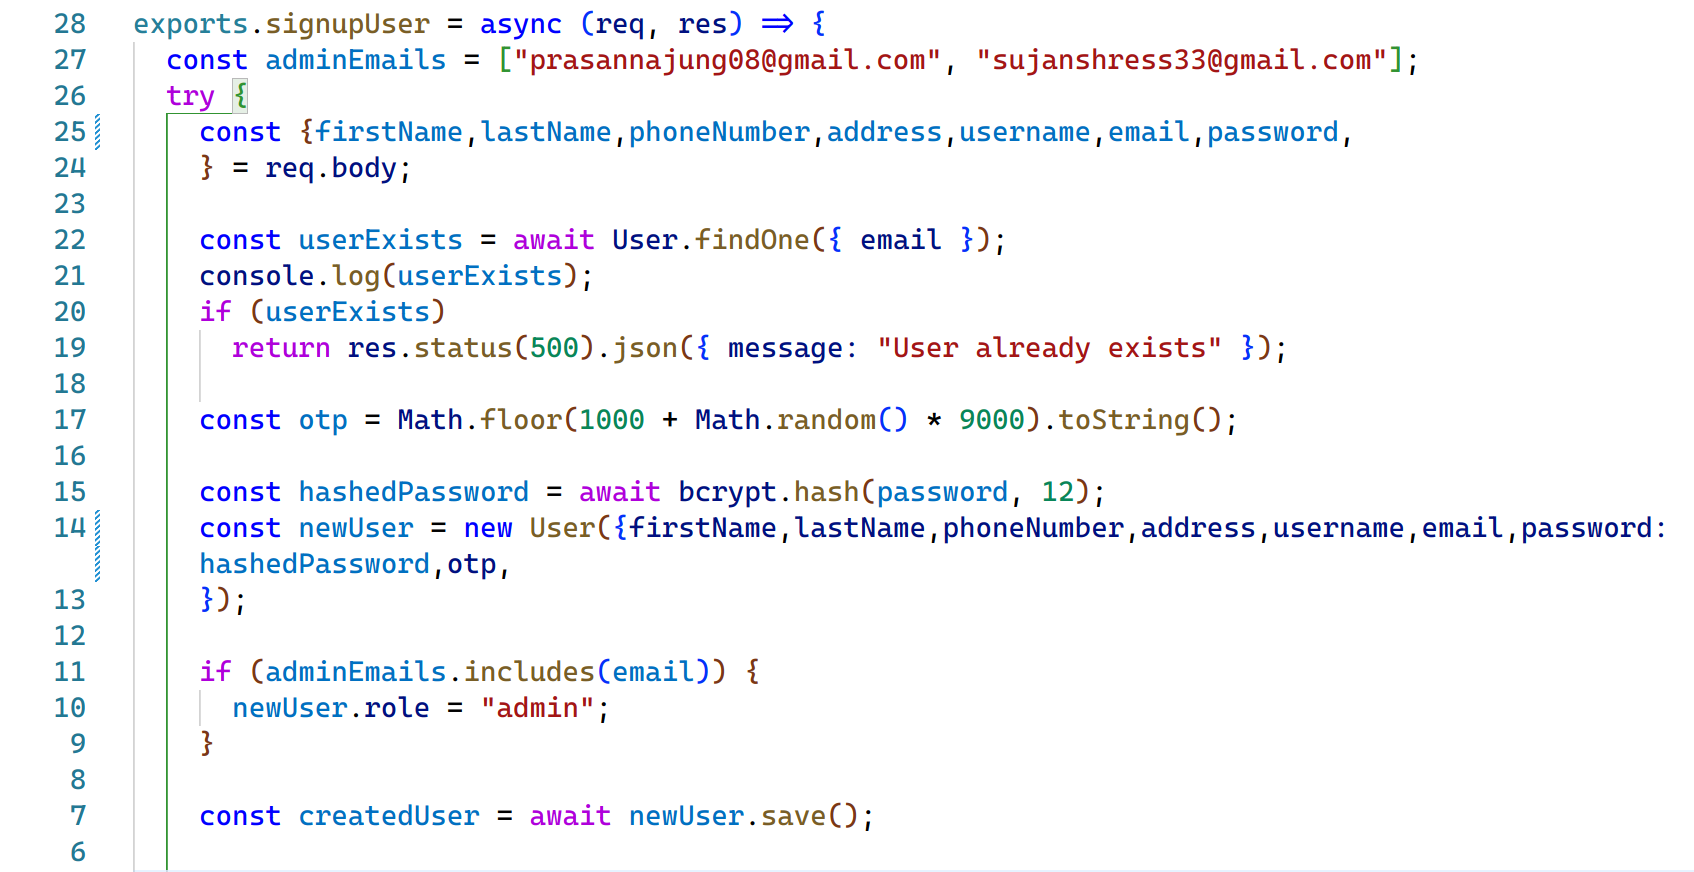 28 exports.signupUser = async (req, res) => {
27 const adminEmails = ["prasannajung08@gmail.com", "sujanshress33@gmail.com"];
26 try {
25 const {firstName,lastName,phoneNumber,address,username,email,password,
24 } = req.body;
23
22 const userExists = await User.findOne({ email });
21 console.log(userExists);
20 if (userExists)
19 return res.status(500).json({ message: "User already exists" });
18
17 const otp = Math.floor(1000 + Math.random() * 9000).toString();
16
15 const hashedPassword = await bcrypt.hash(password, 12);
14 const newUser = new User({firstName,lastName,phoneNumber,address,username,email,password:
hashedPassword,otp,
13 });
12
11 if (adminEmails.includes(email)) {
10 newUser.role = "admin";
9 }
8
7 const createdUser = await newUser.save();
6